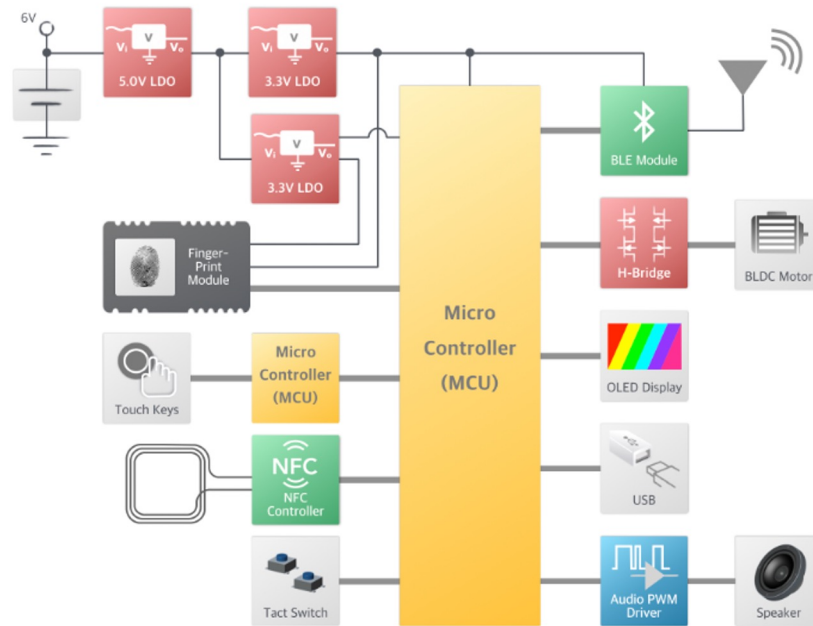 6V
Vi
V
Vo
5.0V LDO
Vi
V
Vo
3.3V LDO
Vi
V
Vo
3.3V LDO
BLE Module
Finger-
Print
Module
H-Bridge
BLDC Motor
Micro
Controller
(MCU)
OLED Display
Touch Keys
Micro
Controller
(MCU)
NFC
NFC
Controller
USB
Tact Switch
Audio PWM
Driver
Speaker